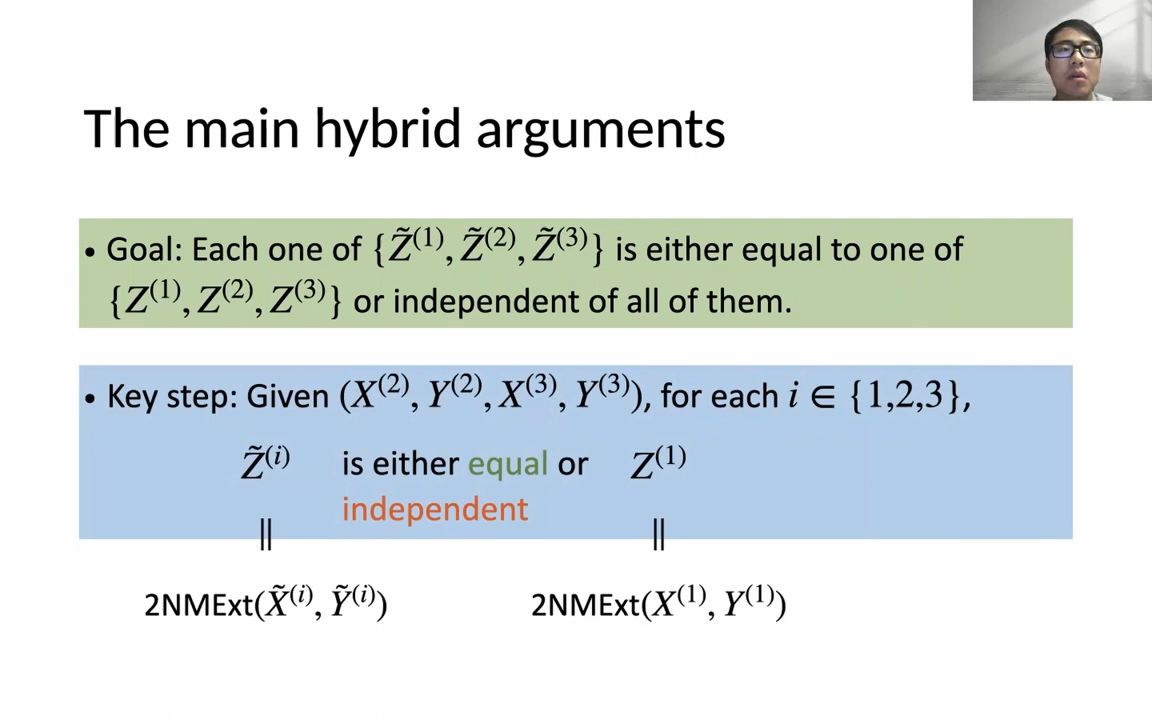 The main hybrid arguments
• Goal: Each one of {Z̃⁽¹⁾, Z̃⁽²⁾, Z̃⁽³⁾} is either equal to one of
{Z⁽¹⁾, Z⁽²⁾, Z⁽³⁾} or independent of all of them.
• Key step: Given (X⁽²⁾, Y⁽²⁾, X⁽³⁾, Y⁽³⁾), for each i ∈ {1,2,3},
Z̃⁽ⁱ⁾ is either equal or Z⁽¹⁾
independent
|| ||
2NMExt(X̃⁽ⁱ⁾, Ỹ⁽ⁱ⁾) 2NMExt(X⁽¹⁾, Y⁽¹⁾)